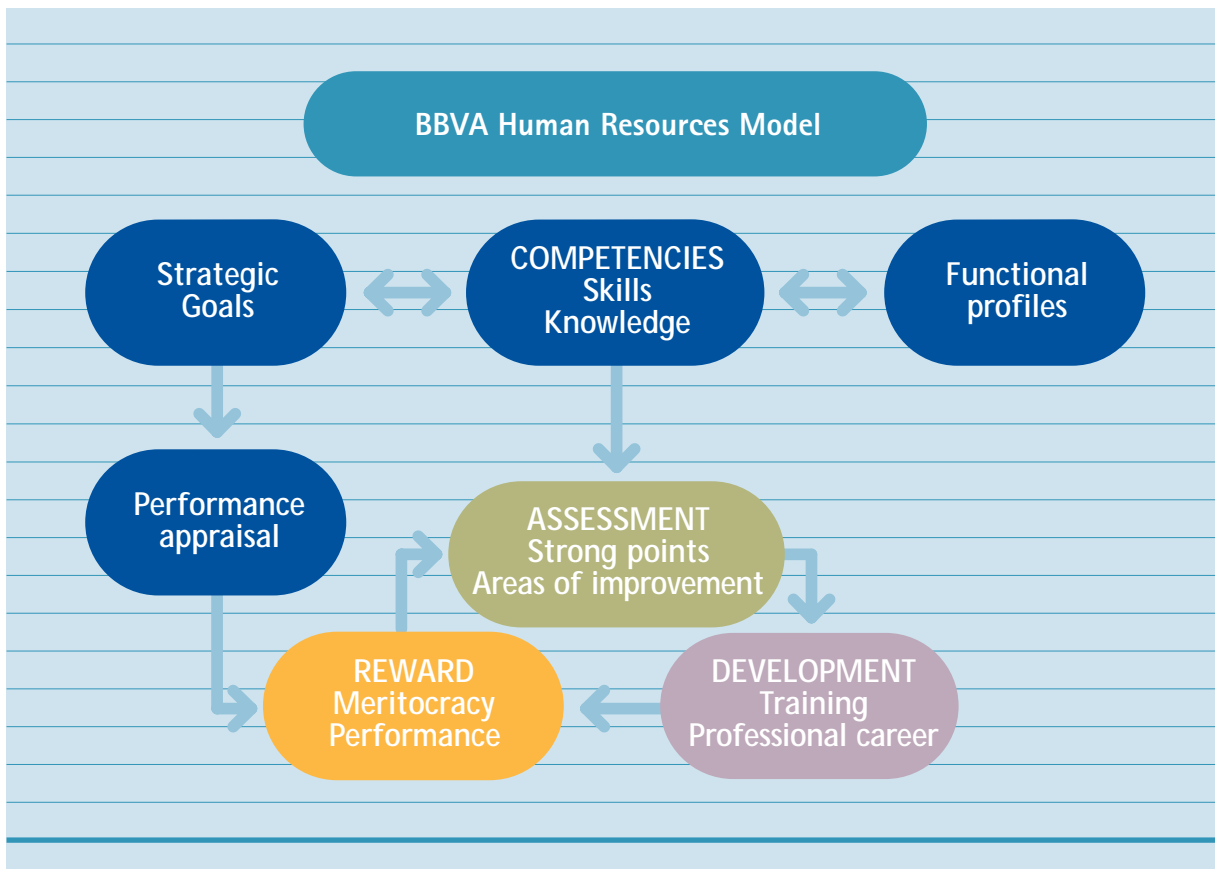 BBVA Human Resources Model
Strategic
Goals
COMPETENCIES
Skills
Knowledge
Functional
profiles
Performance
appraisal
ASSESSMENT
Strong points
Areas of improvement
REWARD
Meritocracy
Performance
DEVELOPMENT
Training
Professional career